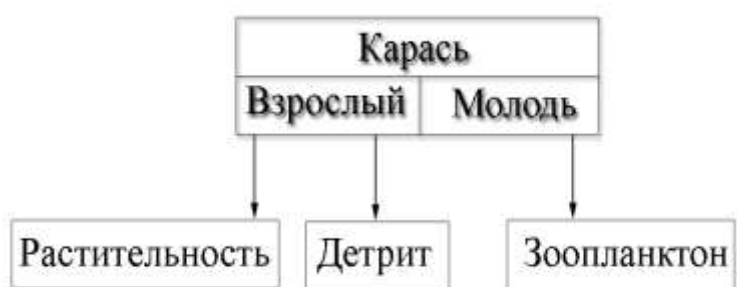 Карась
Взрослый Молодь
Растительность Детрит Зоопланктон